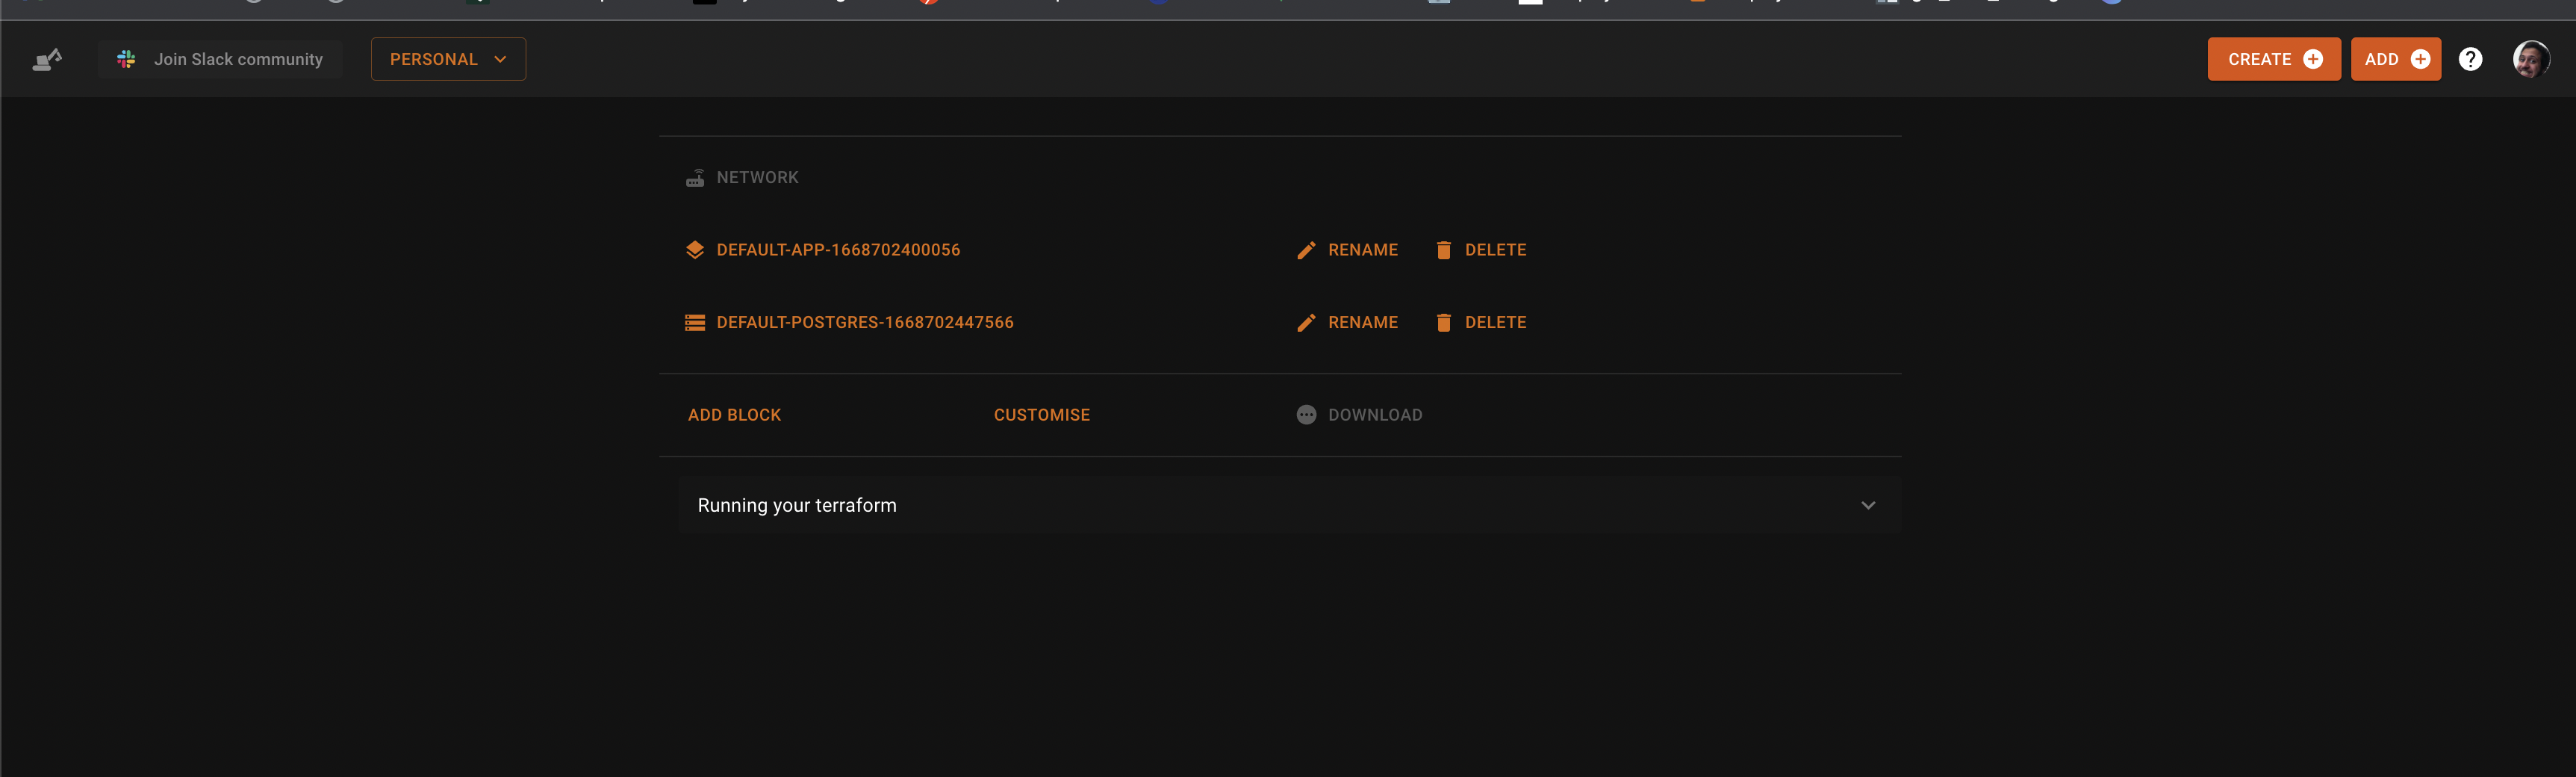 Join Slack community
PERSONAL
CREATE
ADD
NETWORK
DEFAULT-APP-1668702400056
RENAME
DELETE
DEFAULT-POSTGRES-1668702447566
RENAME
DELETE
ADD BLOCK
CUSTOMISE
DOWNLOAD
Running your terraform